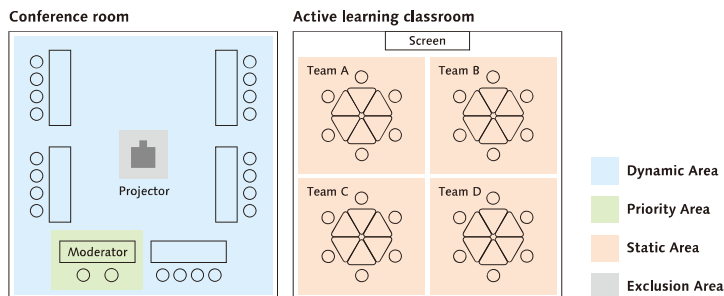 Conference room
Active learning classroom
Screen
Team A
Team B
Projector
Team C
Team D
Moderator
Dynamic Area
Priority Area
Static Area
Exclusion Area